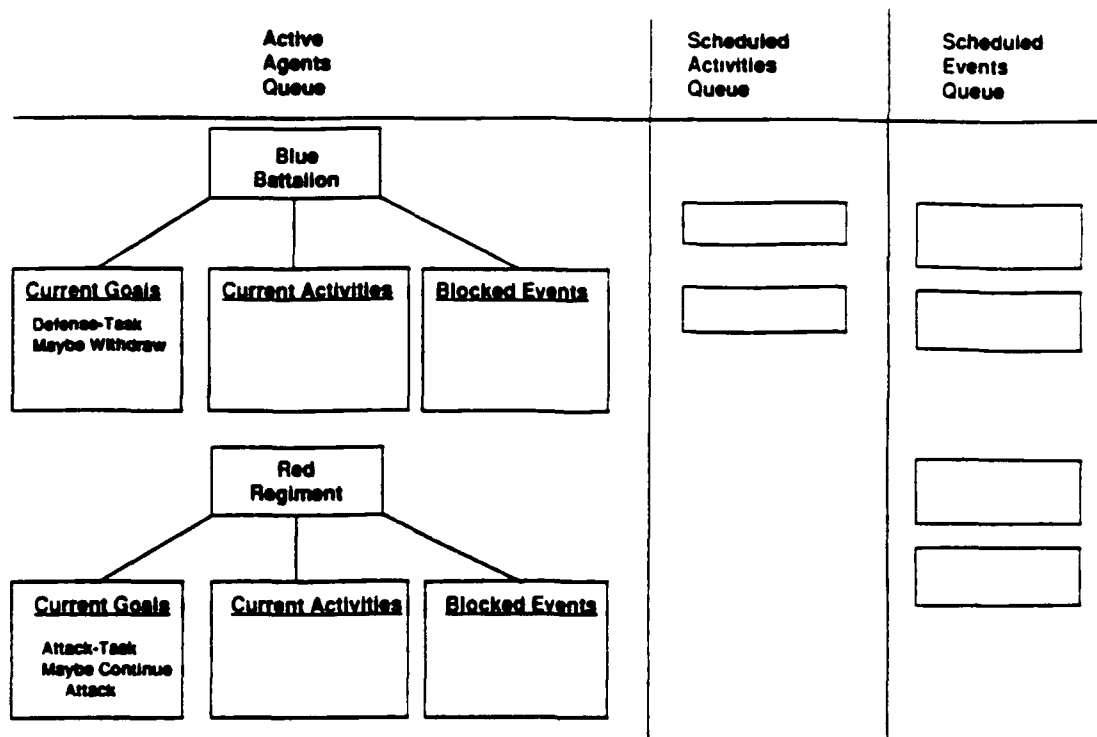 Active
Agents
Queue
Scheduled
Activities
Queue
Scheduled
Events
Queue
Blue
Battalion
Current Goals
Defense-Task
Maybe Withdraw
Current Activities
Blocked Events
Red
Regiment
Current Goals
Attack-Task
Maybe Continue
Attack
Current Activities
Blocked Events